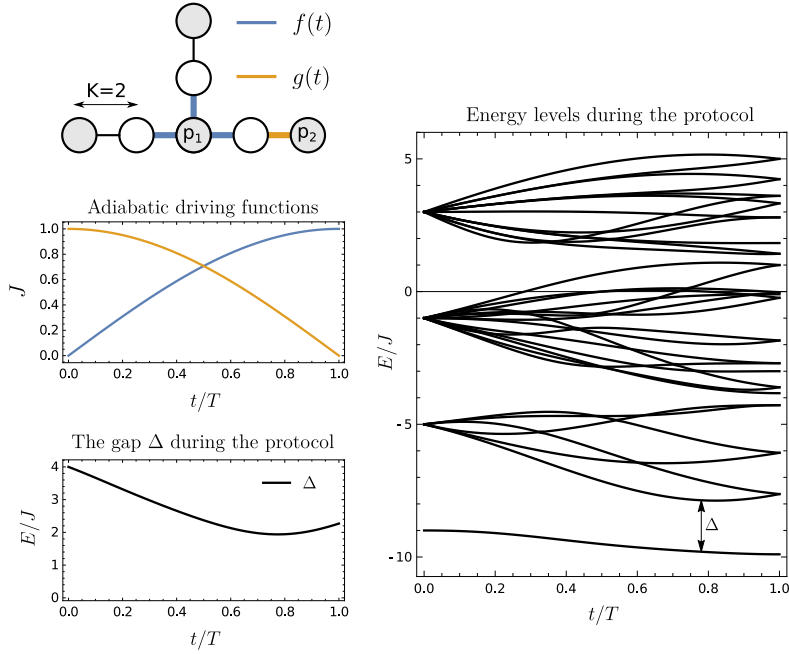 f(t)
g(t)
K=2
p₁
p₂
Adiabatic driving functions
J
1.0
0.8
0.6
0.4
0.2
0.0
0.0 0.2 0.4 0.6 0.8 1.0
t/T
The gap Δ during the protocol
E/J
4
3
2
1
0
Δ
0.0 0.2 0.4 0.6 0.8 1.0
t/T
Energy levels during the protocol
E/J
5
0
-5
-10
Δ
0.0 0.2 0.4 0.6 0.8 1.0
t/T